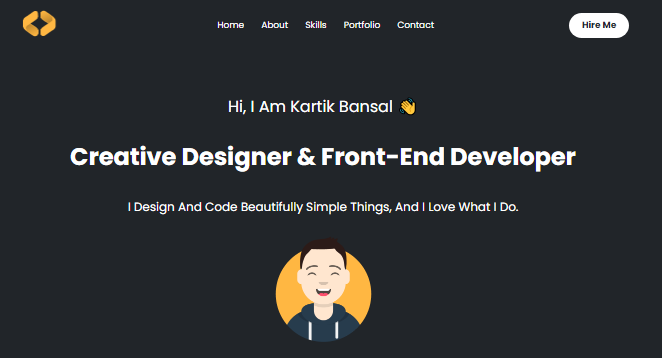 Home About Skills Portfolio Contact Hire Me
Hi, I Am Kartik Bansal 👋
Creative Designer & Front-End Developer
I Design And Code Beautifully Simple Things, And I Love What I Do.